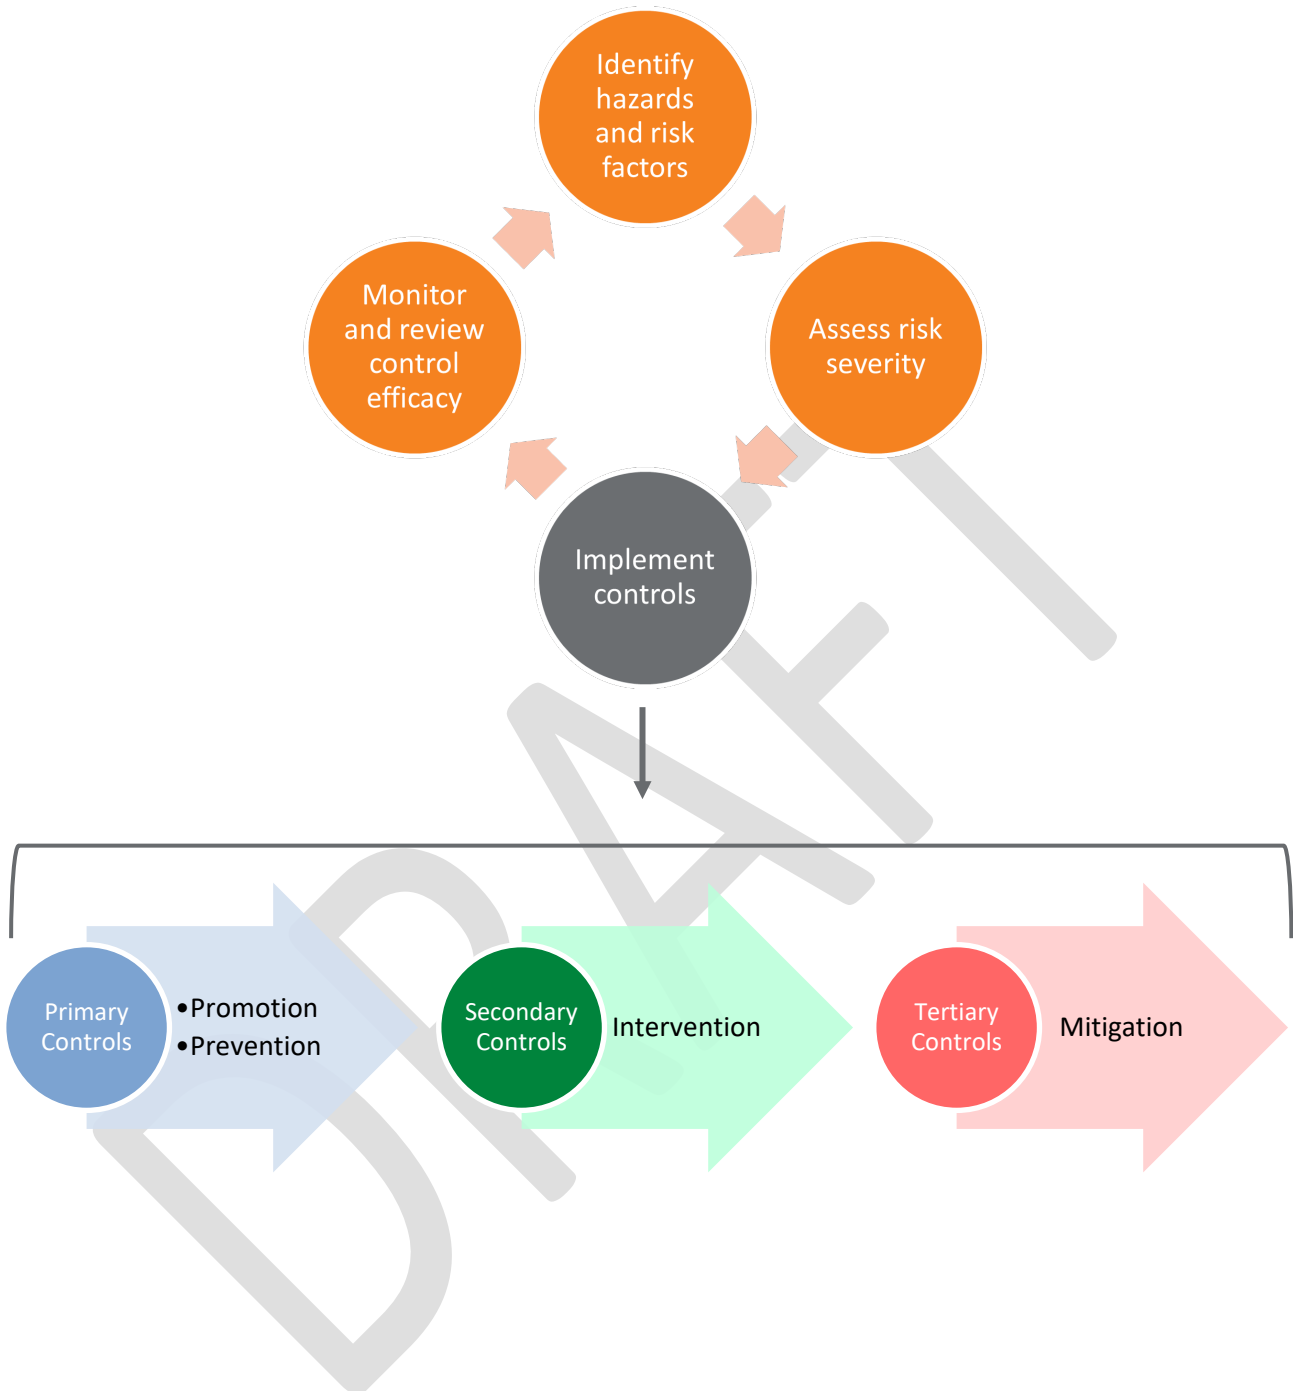 Identify
hazards
and risk
factors
Monitor
and review
control
efficacy
Assess risk
severity
Implement
controls
Primary
Controls
•Promotion
•Prevention
Secondary
Controls
Intervention
Tertiary
Controls
Mitigation
DRAFT